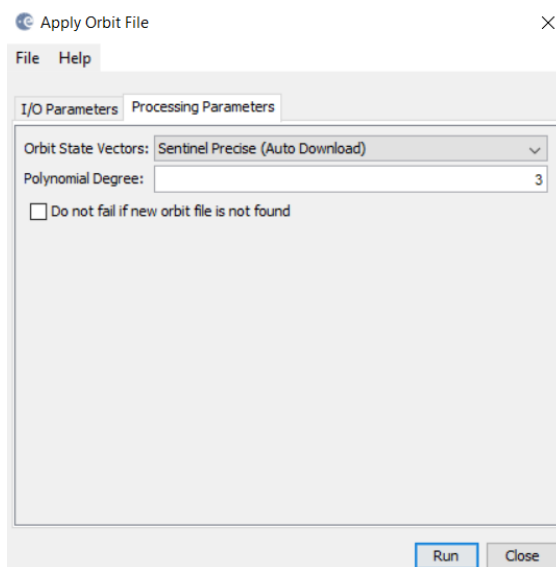 Apply Orbit File
File Help
I/O Parameters Processing Parameters
Orbit State Vectors: Sentinel Precise (Auto Download)
Polynomial Degree: 3
Do not fail if new orbit file is not found
Run Close